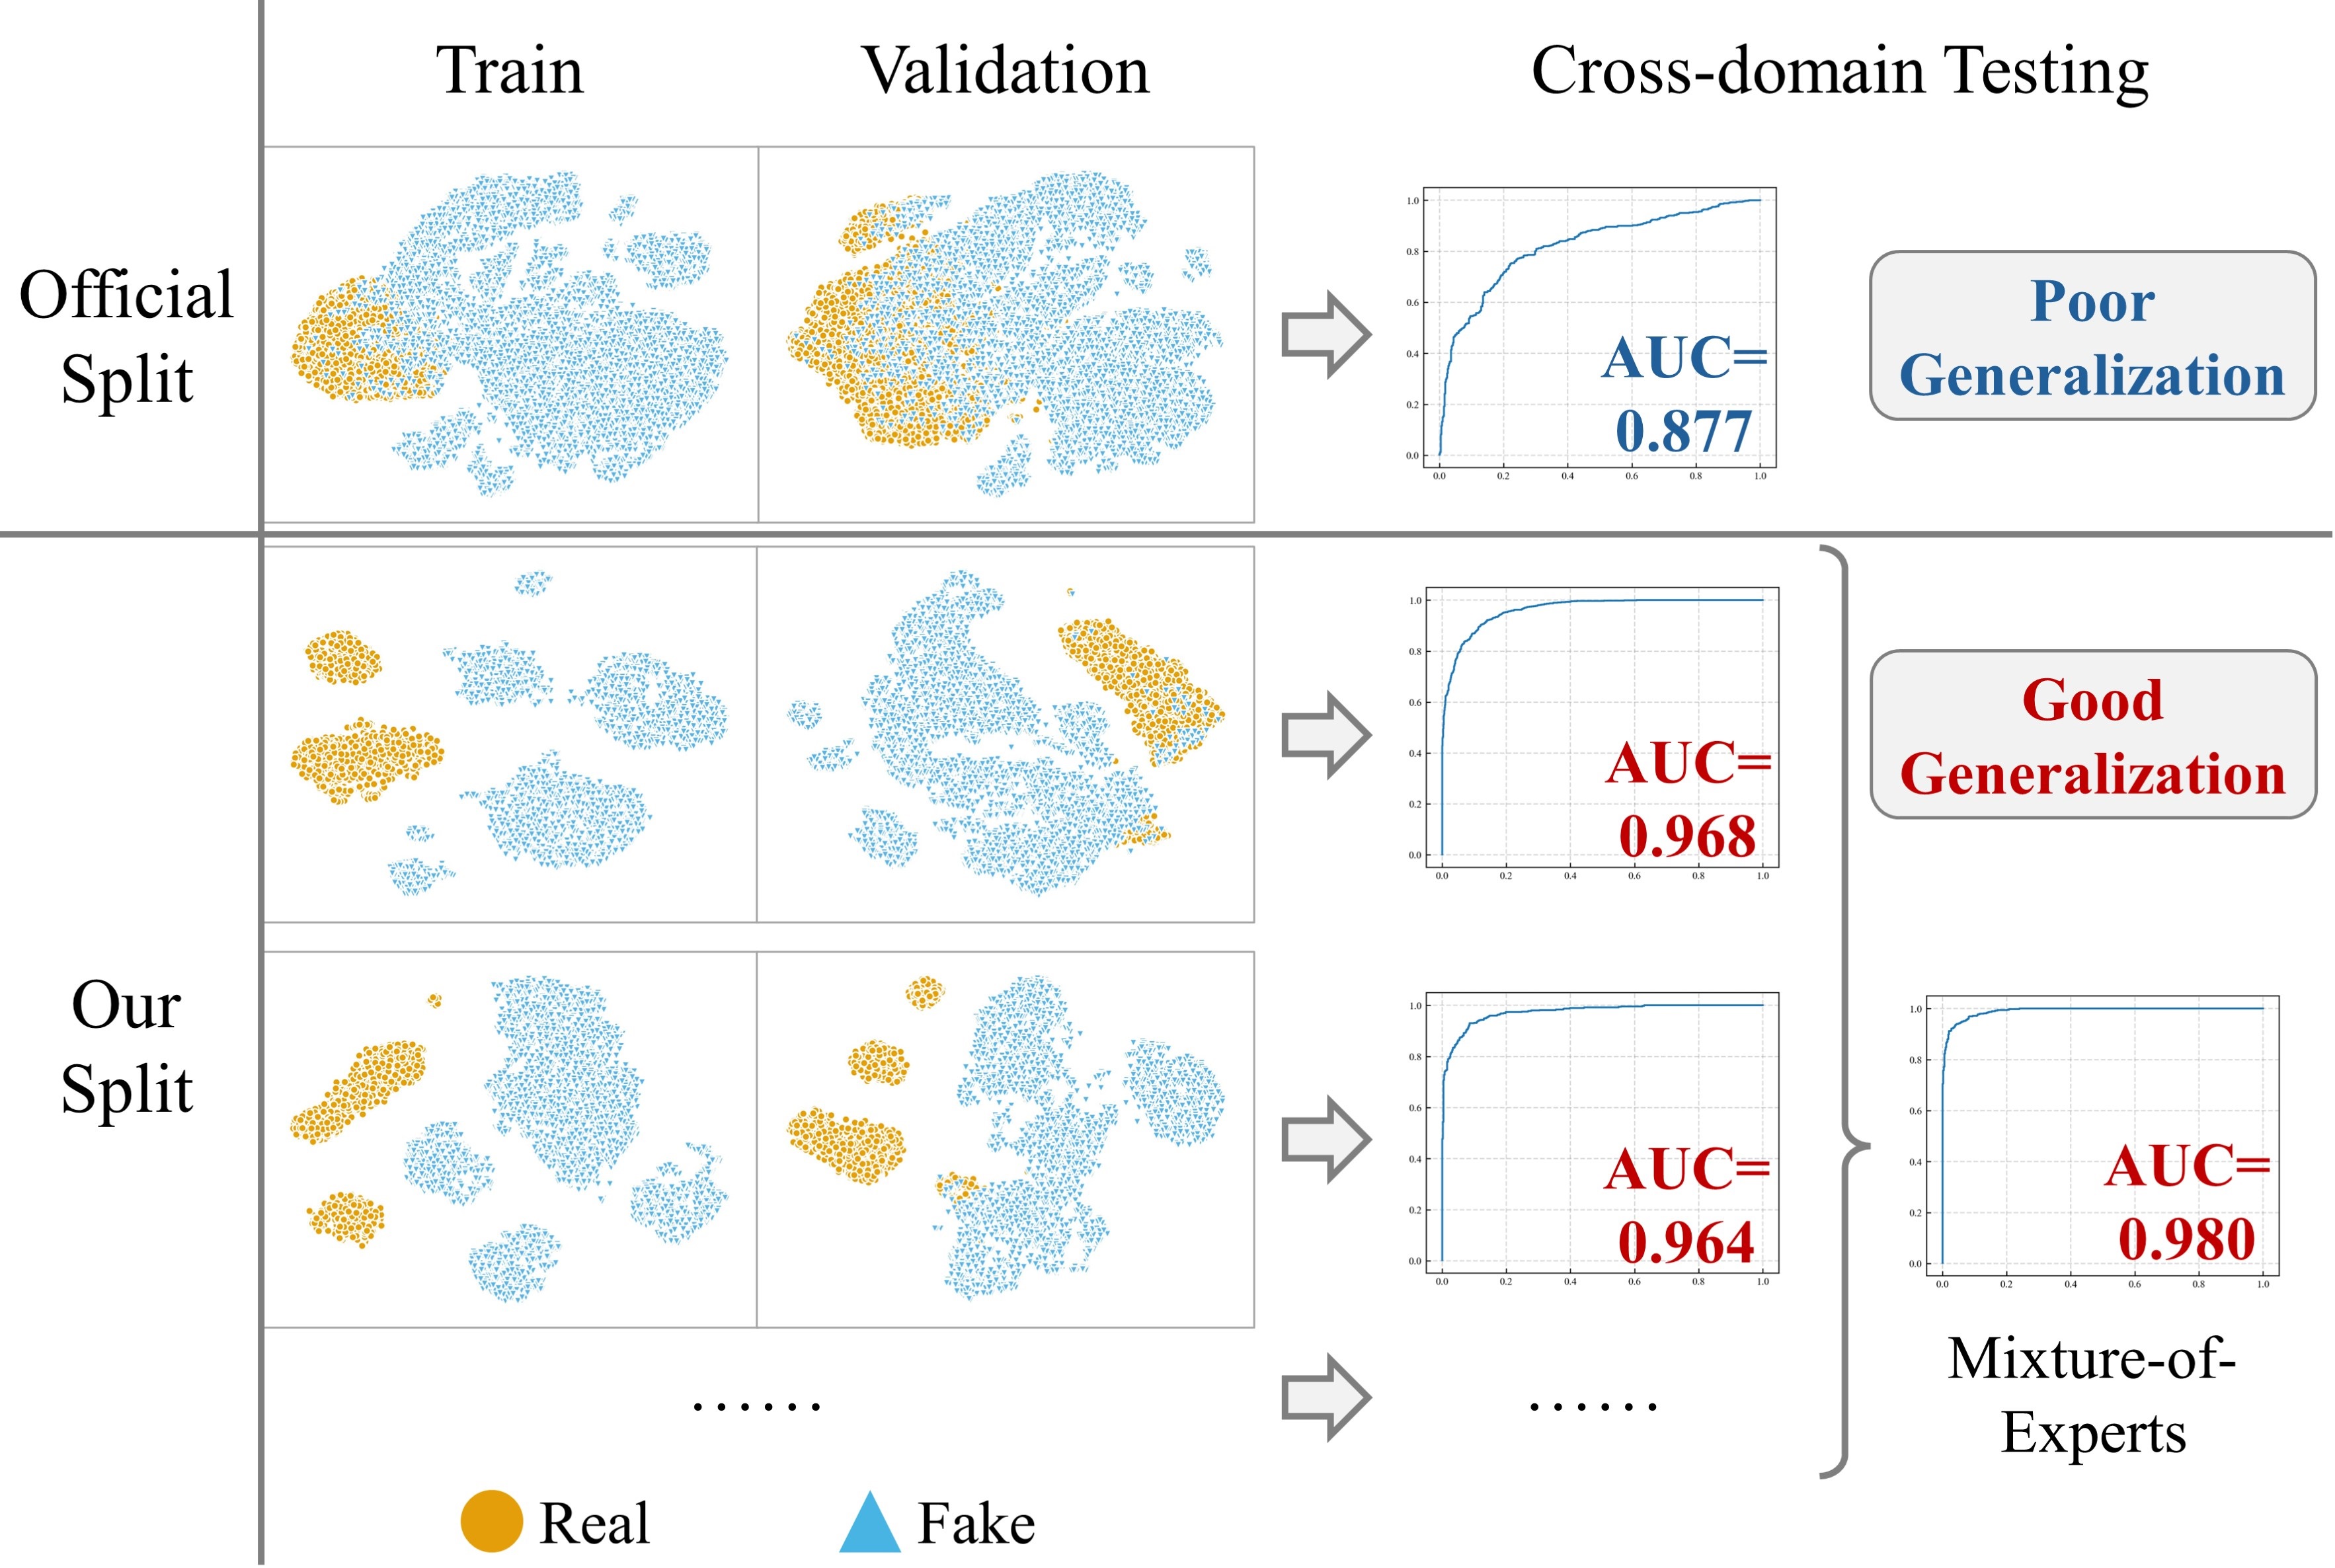 Train
Validation
Cross-domain Testing
Official
Split
1.0
0.8
0.6
0.4
0.2
0.0
0.0 0.2 0.4 0.6 0.8 1.0
AUC=
0.877
Poor
Generalization
Our
Split
1.0
0.8
0.6
0.4
0.2
0.0
0.0 0.2 0.4 0.6 0.8 1.0
AUC=
0.968
Good
Generalization
1.0
0.8
0.6
0.4
0.2
0.0
0.0 0.2 0.4 0.6 0.8 1.0
AUC=
0.964
1.0
0.8
0.6
0.4
0.2
0.0
0.0 0.2 0.4 0.6 0.8 1.0
AUC=
0.980
Mixture-of-
Experts
......
......
Real
Fake